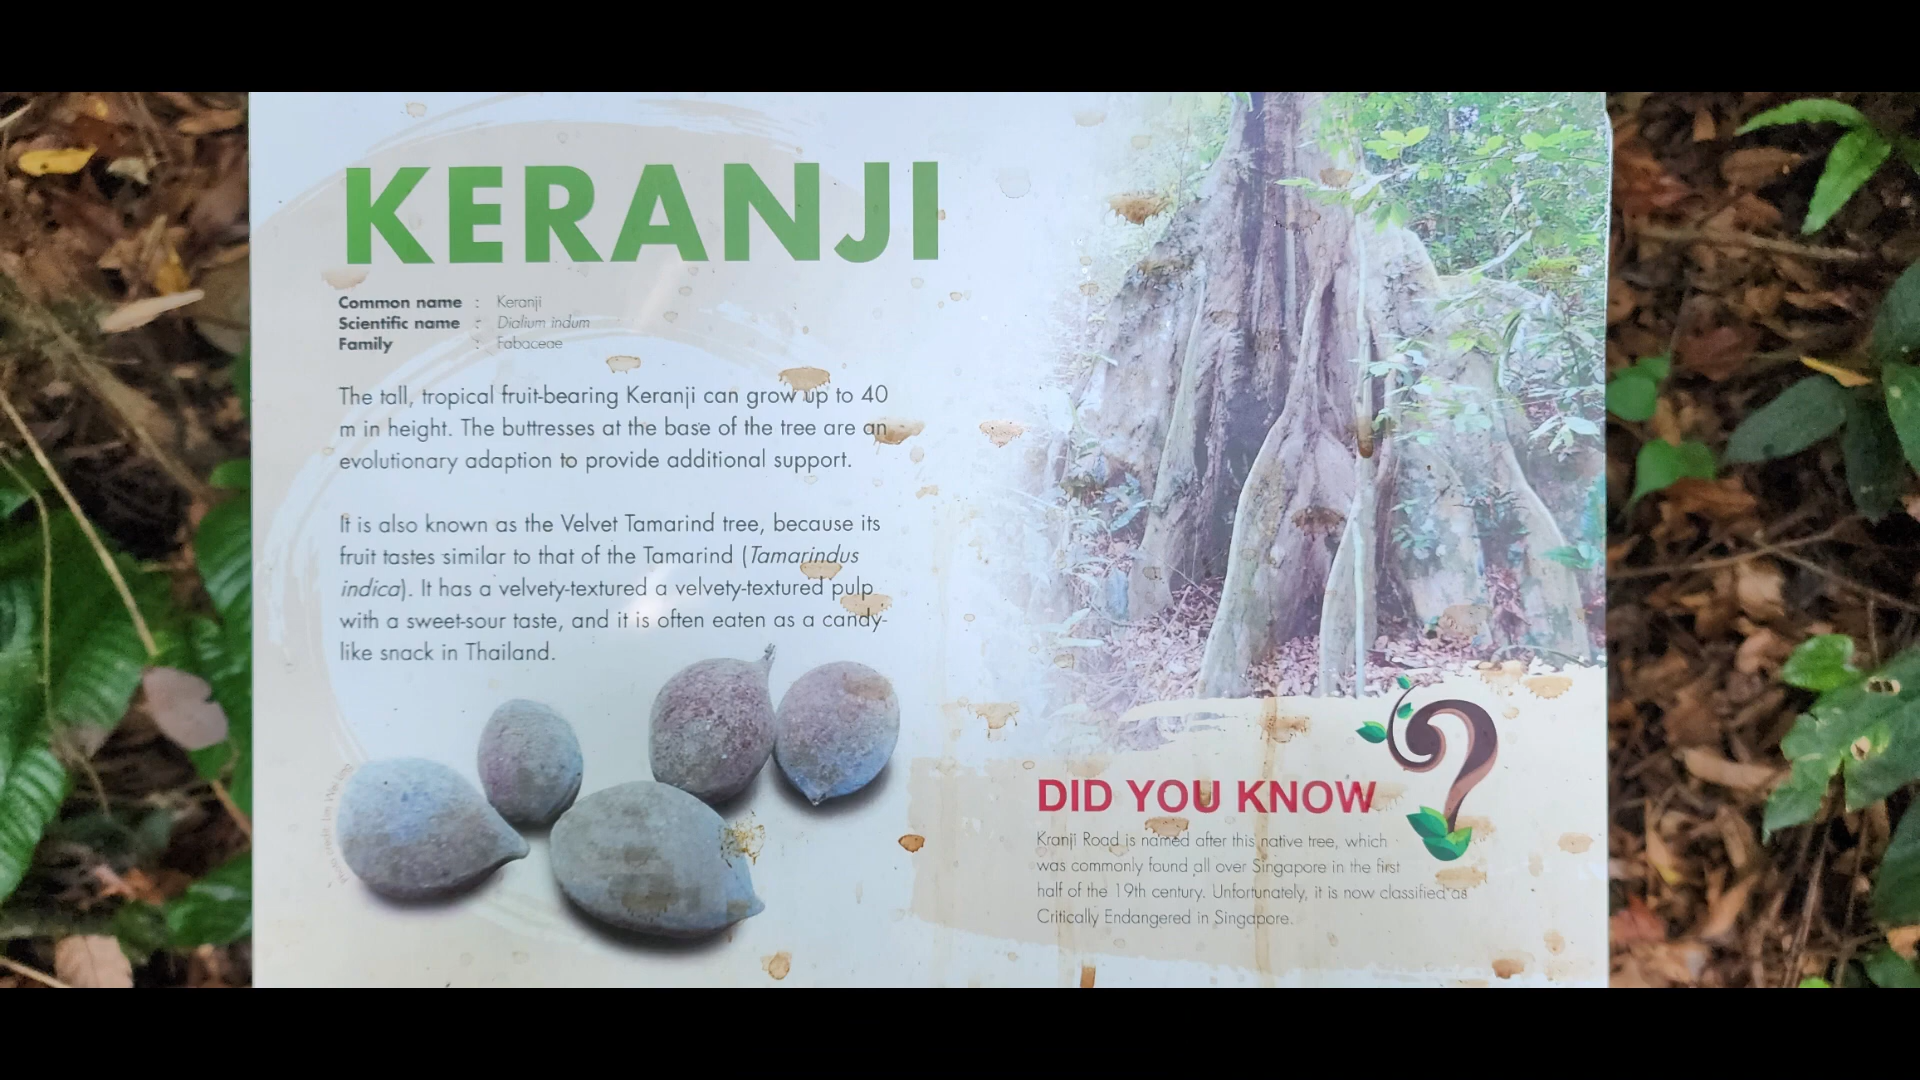 KERANJI
Common name : Keranji
Scientific name : Dialium indum
Family : Fabaceae
The tall, tropical fruit-bearing Keranji can grow up to 40
m in height. The buttresses at the base of the tree are an
evolutionary adaption to provide additional support.
It is also known as the Velvet Tamarind tree, because its
fruit tastes similar to that of the Tamarind (Tamarindus
indica). It has a velvety-textured a velvety-textured pulp
with a sweet-sour taste, and it is often eaten as a candy-
like snack in Thailand.
DID YOU KNOW
Kranji Road is named after this native tree, which
was commonly found all over Singapore in the first
half of the 19th century. Unfortunately, it is now classified as
Critically Endangered in Singapore.